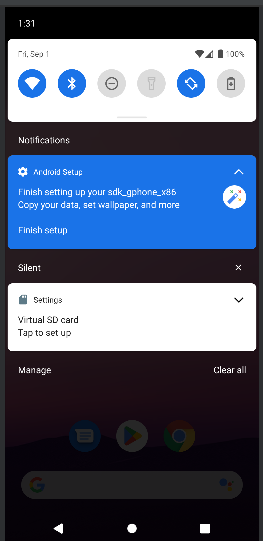 1:31
Fri, Sep 1
100%
Notifications
Android Setup
Finish setting up your sdk_gphone_x86
Copy your data, set wallpaper, and more
Finish setup
Silent
Settings
Virtual SD card
Tap to set up
Manage
Clear all